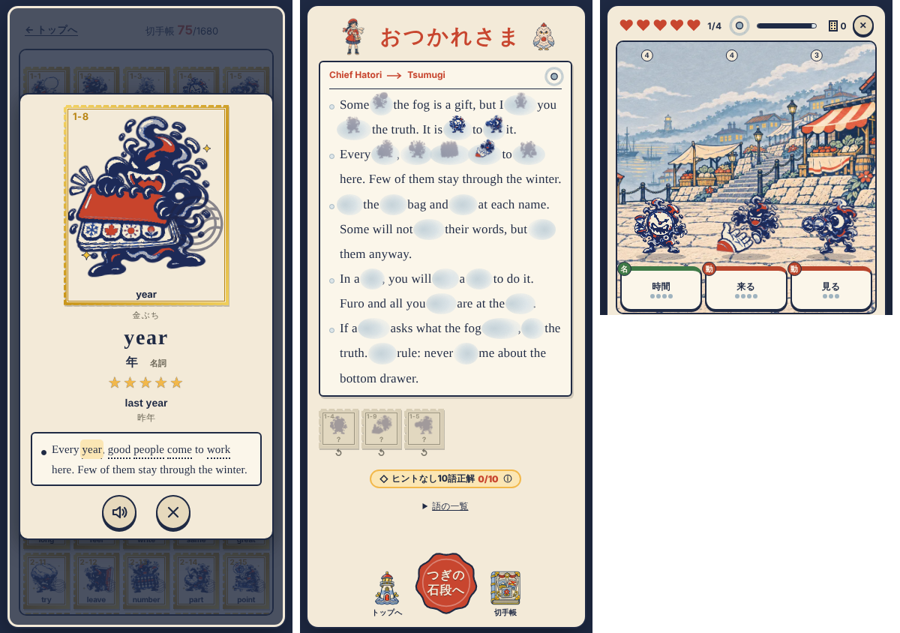 ← トップへ
切手帳 75/1680
1-8
year
金ぶち
year
年 名詞
last year
昨年
Every year, good people come to work
here. Few of them stay through the winter.
try
leave
number
part
point
おつかれさま
Chief Hatori → Tsumugi
Some the fog is a gift, but I you
the truth. It is to it.
Every , to
here. Few of them stay through the winter.
the bag and at each name.
Some will not their words, but
them anyway.
In a , you will a to do it.
Furo and all you are at the .
If a asks what the fog , the
truth. rule: never me about the
bottom drawer.
?
?
?
ヒントなし10語正解 0/10
▶ 語の一覧
つぎの
石段へ
トップへ
切手帳
1/4
0
×
4
4
3
名
時間
動
来る
動
見る